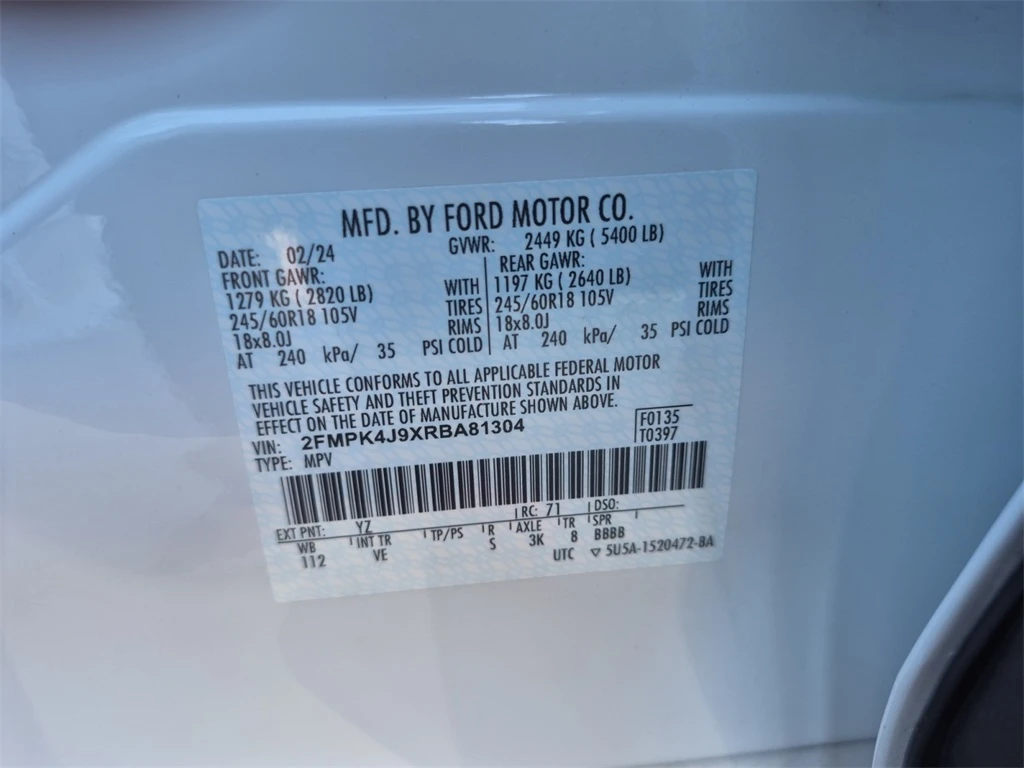 MFD. BY FORD MOTOR CO.
DATE: 02/24 GVWR: 2449 KG ( 5400 LB)
FRONT GAWR: REAR GAWR:
1279 KG ( 2820 LB) WITH 1197 KG ( 2640 LB) WITH
245/60R18 105V TIRES 245/60R18 105V TIRES
18x8.0J RIMS 18x8.0J RIMS
AT 240 kPa/ 35 PSI COLD AT 240 kPa/ 35 PSI COLD
THIS VEHICLE CONFORMS TO ALL APPLICABLE FEDERAL MOTOR
VEHICLE SAFETY AND THEFT PREVENTION STANDARDS IN
EFFECT ON THE DATE OF MANUFACTURE SHOWN ABOVE.
VIN: 2FMPK4J9XRBA81304 F0135
TYPE: MPV T0397
EXT PNT: YZ RC: 71 DSO:
WB INT TR TP/PS R AXLE TR SPR
112 VE S 3K 8 BBBB
UTC ▽ 5U5A-1520472-BA